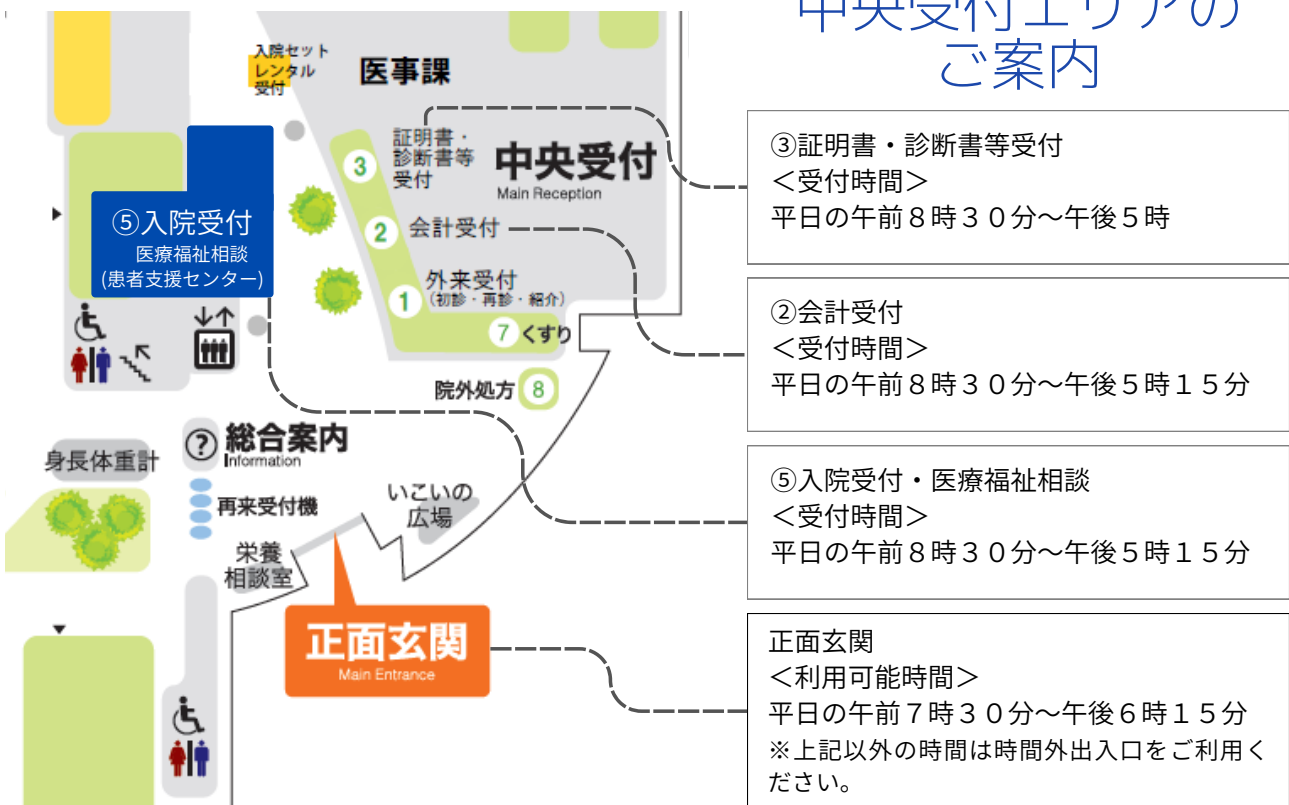 中央受付エリアの
ご案内
入院セット
レンタル
受付
医事課
3
証明書・
診断書等
受付
中央受付
Main Reception
⑤入院受付
医療福祉相談
(患者支援センター)
2
会計受付
1
外来受付
（初診・再診・紹介）
7
くすり
院外処方
8
?
総合案内
Information
身長体重計
再来受付機
いこいの
広場
栄養
相談室
正面玄関
Main Entrance
③証明書・診断書等受付
＜受付時間＞
平日の午前８時３０分～午後５時
②会計受付
＜受付時間＞
平日の午前８時３０分～午後５時１５分
⑤入院受付・医療福祉相談
＜受付時間＞
平日の午前８時３０分～午後５時１５分
正面玄関
＜利用可能時間＞
平日の午前７時３０分～午後６時１５分
※上記以外の時間は時間外出入口をご利用く
ださい。